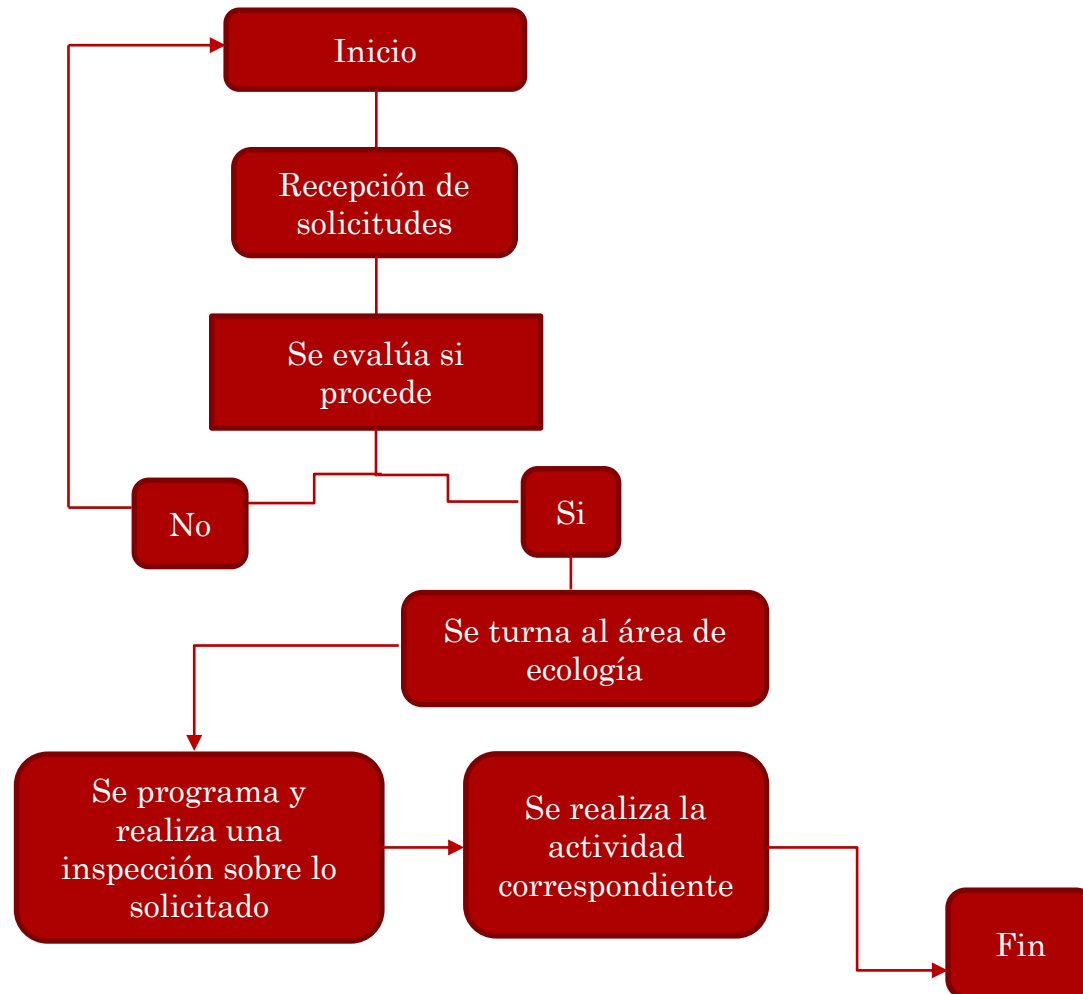 Inicio
Recepción de
solicitudes
Se evalúa si
procede
No
Si
Se turna al área de
ecología
Se programa y
realiza una
inspección sobre lo
solicitado
Se realiza la
actividad
correspondiente
Fin